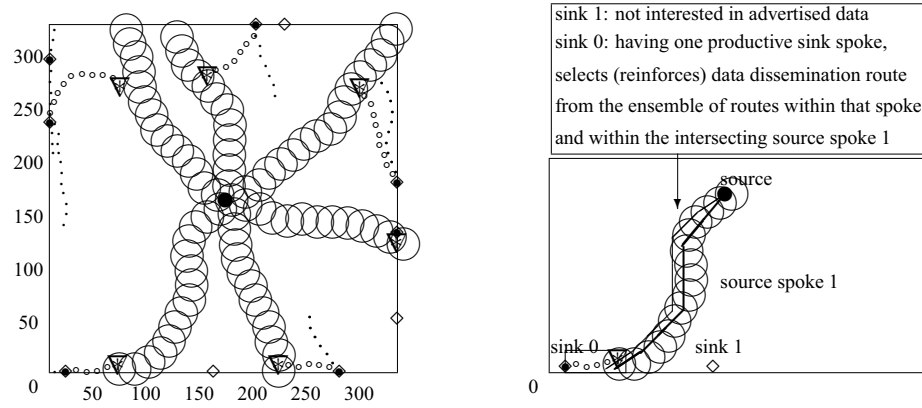 300
250
200
150
100
50
0
50 100 150 200 250 300
sink 1: not interested in advertised data
sink 0: having one productive sink spoke,
selects (reinforces) data dissemination route
from the ensemble of routes within that spoke
and within the intersecting source spoke 1
source
source spoke 1
sink 0
sink 1
0